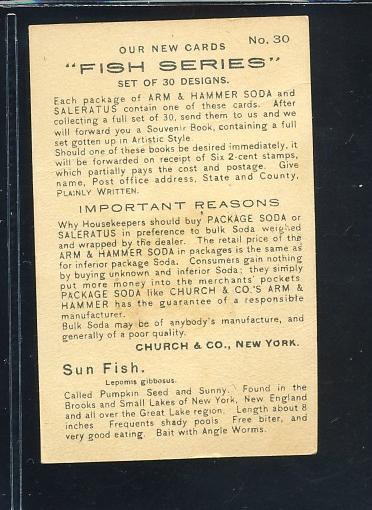 OUR NEW CARDS
No. 30
"FISH SERIES"
SET OF 30 DESIGNS.
Each package of ARM & HAMMER SODA and
SALERATUS contain one of these cards. After
collecting a full set of 30, send them to us and we
will forward you a Souvenir Book, containing a full
set gotten up in Artistic Style
Should one of these books be desired immediately, it
will be forwarded on receipt of Six 2-cent stamps,
which partially pays the cost and postage. Give
name, Post office address, State and County,
PLAINLY WRITTEN.
IMPORTANT REASONS
Why Housekeepers should buy PACKAGE SODA or
SALERATUS in preference to bulk Soda weighed
and wrapped by the dealer. The retail price of the
ARM & HAMMER SODA in packages is the same as
for inferior package Soda. Consumers gain nothing
by buying unknown and inferior Soda; they simply
put more money into the merchants' pockets
PACKAGE SODA like CHURCH & CO.'S ARM &
HAMMER has the guarantee of a responsible
manufacturer.
Bulk Soda may be of anybody's manufacture, and
generally of a poor quality.
CHURCH & CO., NEW YORK.
Sun Fish.
Lepomis gibbosus.
Called Pumpkin Seed and Sunny. Found in the
Brooks and Small Lakes of New York, New England
and all over the Great Lake region. Length about 8
inches Frequents shady pools Free biter, and
very good eating. Bait with Angle Worms.